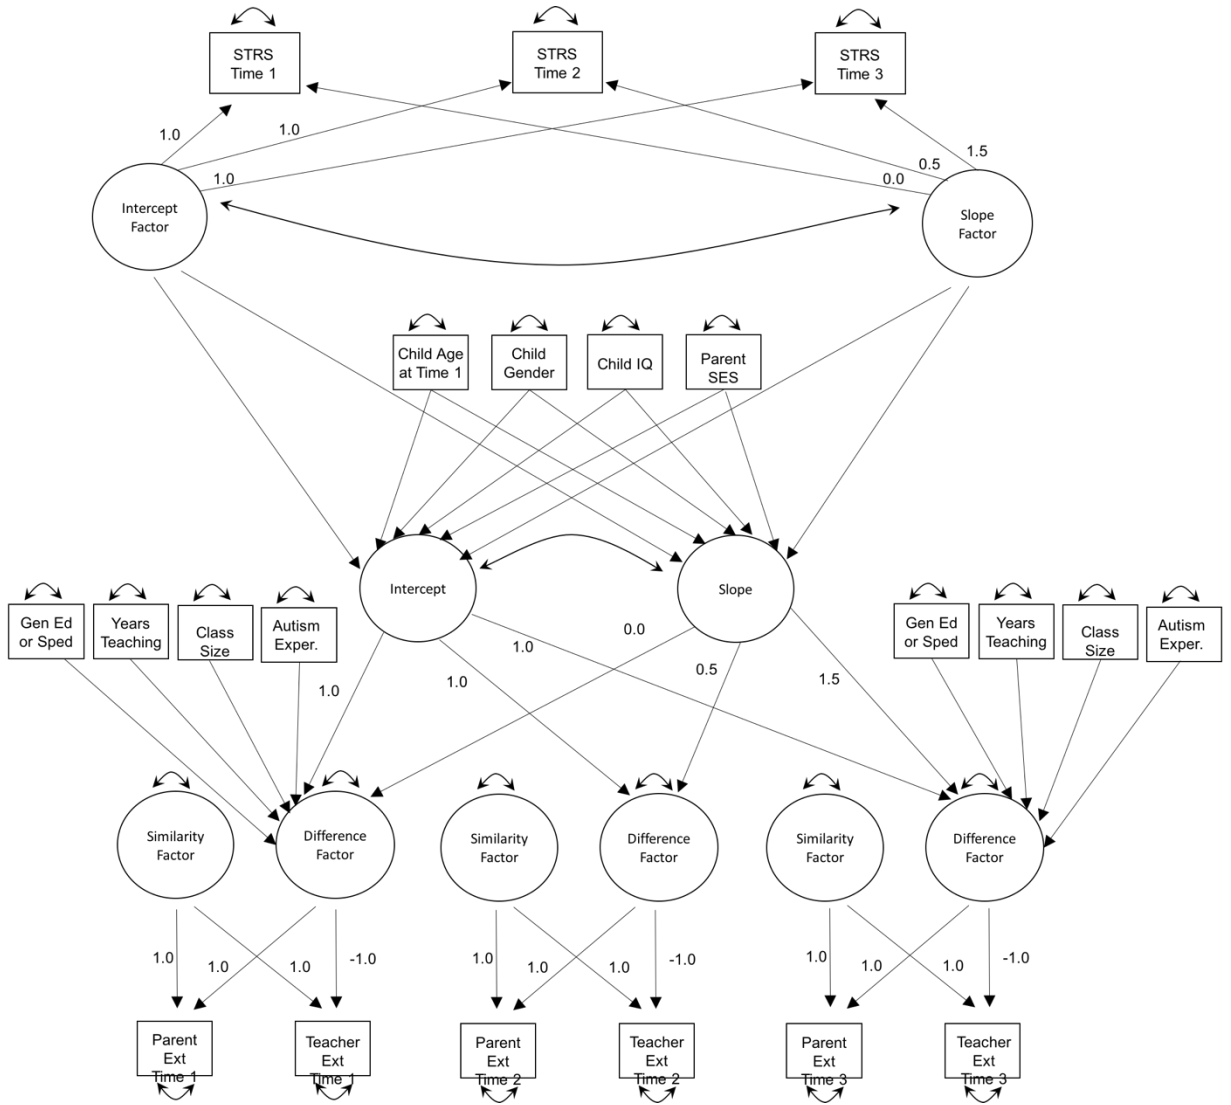 STRS
Time 1
STRS
Time 2
STRS
Time 3
1.0
1.0
1.0
0.0
0.5
1.5
Intercept
Factor
Slope
Factor
Child Age
at Time 1
Child
Gender
Child IQ
Parent
SES
Intercept
Slope
Gen Ed
or Sped
Years
Teaching
Class
Size
Autism
Exper.
Gen Ed
or Sped
Years
Teaching
Class
Size
Autism
Exper.
1.0
1.0
1.0
0.0
0.5
1.5
Similarity
Factor
Difference
Factor
Similarity
Factor
Difference
Factor
Similarity
Factor
Difference
Factor
1.0
1.0
1.0
-1.0
1.0
1.0
1.0
-1.0
1.0
1.0
1.0
-1.0
Parent
Ext
Time 1
Teacher
Ext
Time 1
Parent
Ext
Time 2
Teacher
Ext
Time 2
Parent
Ext
Time 3
Teacher
Ext
Time 3